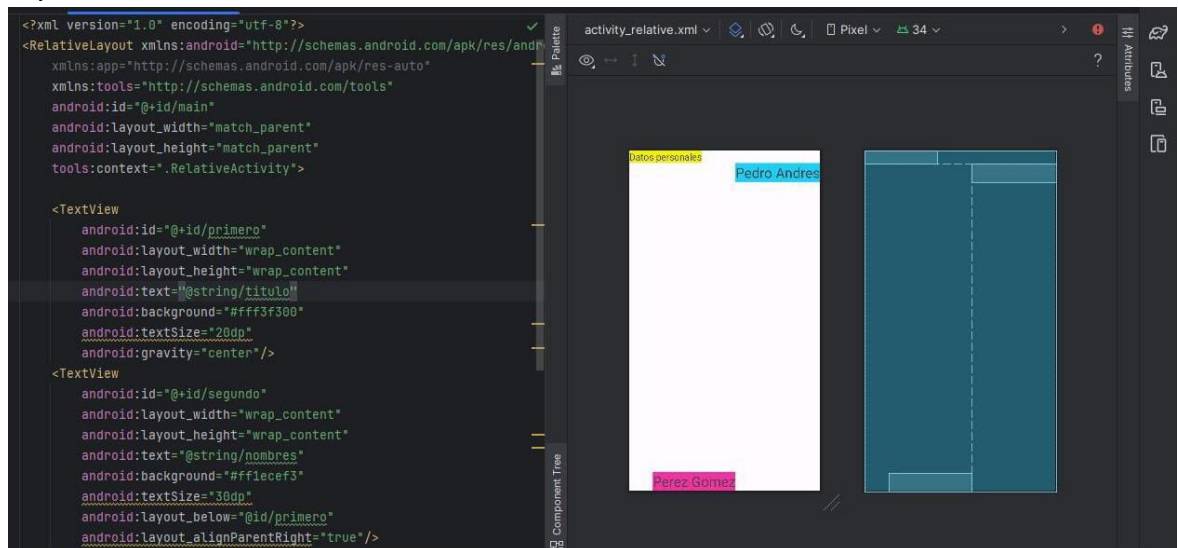 <?xml version="1.0" encoding="utf-8"?>
<RelativeLayout xmlns:android="http://schemas.android.com/apk/res/andr
xmlns:app="http://schemas.android.com/apk/res-auto"
xmlns:tools="http://schemas.android.com/tools"
android:id="@+id/main"
android:layout_width="match_parent"
android:layout_height="match_parent"
tools:context=".RelativeActivity">
<TextView
android:id="@+id/primero"
android:layout_width="wrap_content"
android:layout_height="wrap_content"
android:text="@string/titulo"
android:background="#fff3f300"
android:textSize="20dp"
android:gravity="center"/>
<TextView
android:id="@+id/segundo"
android:layout_width="wrap_content"
android:layout_height="wrap_content"
android:text="@string/nombres"
android:background="#ff1ecef3"
android:textSize="30dp"
android:layout_below="@id/primero"
android:layout_alignParentRight="true"/>
Palette
Component Tree
activity_relative.xml
Pixel
34
?
Attributes
Datos personales
Pedro Andres
Perez Gomez